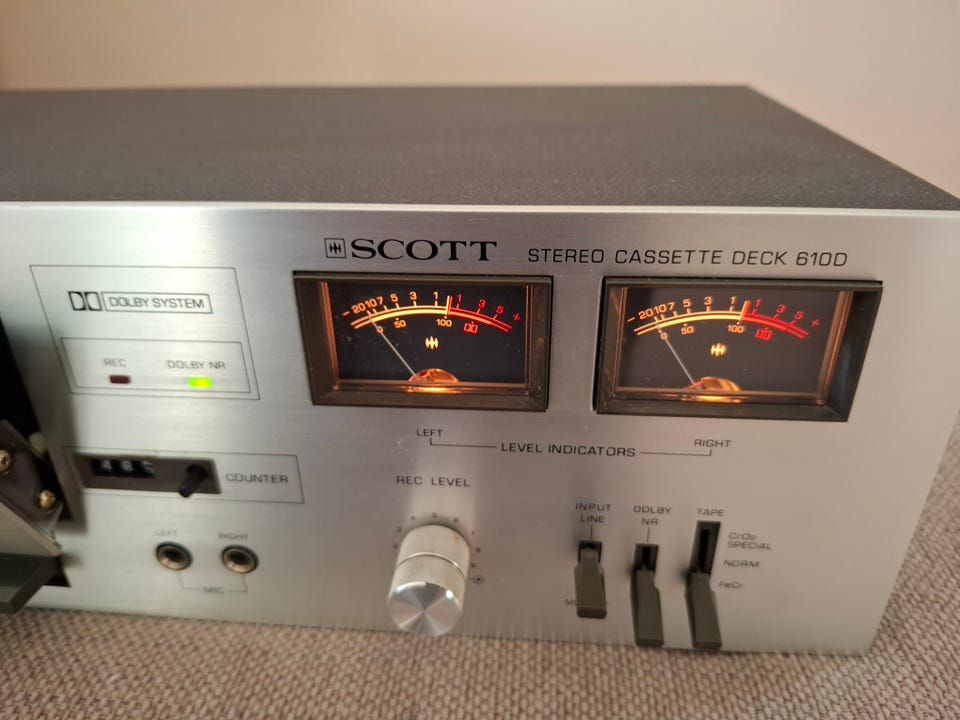 SCOTT STEREO CASSETTE DECK 610D
DOLBY SYSTEM
REC DOLBY NR
- 20 10 7 5 3 1 1 3 5 +
0 50 100
- 20 10 7 5 3 1 1 3 5 +
0 50 100
LEFT LEVEL INDICATORS RIGHT
COUNTER
REC LEVEL
INPUT
LINE
DOLBY
NR
TAPE
CrO2
SPECIAL
NORM
FeCr
LEFT RIGHT
MIC